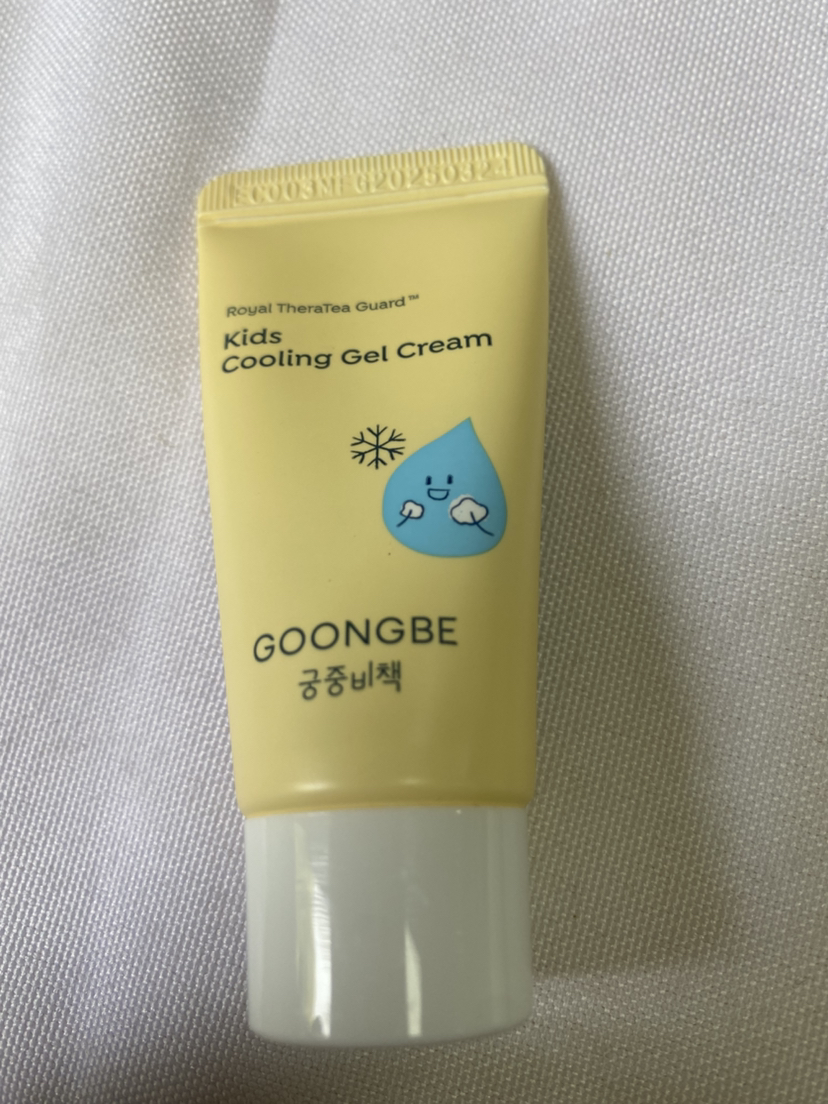 Royal TheraTea Guard™
Kids
Cooling Gel Cream
GOONGBE
궁중비책